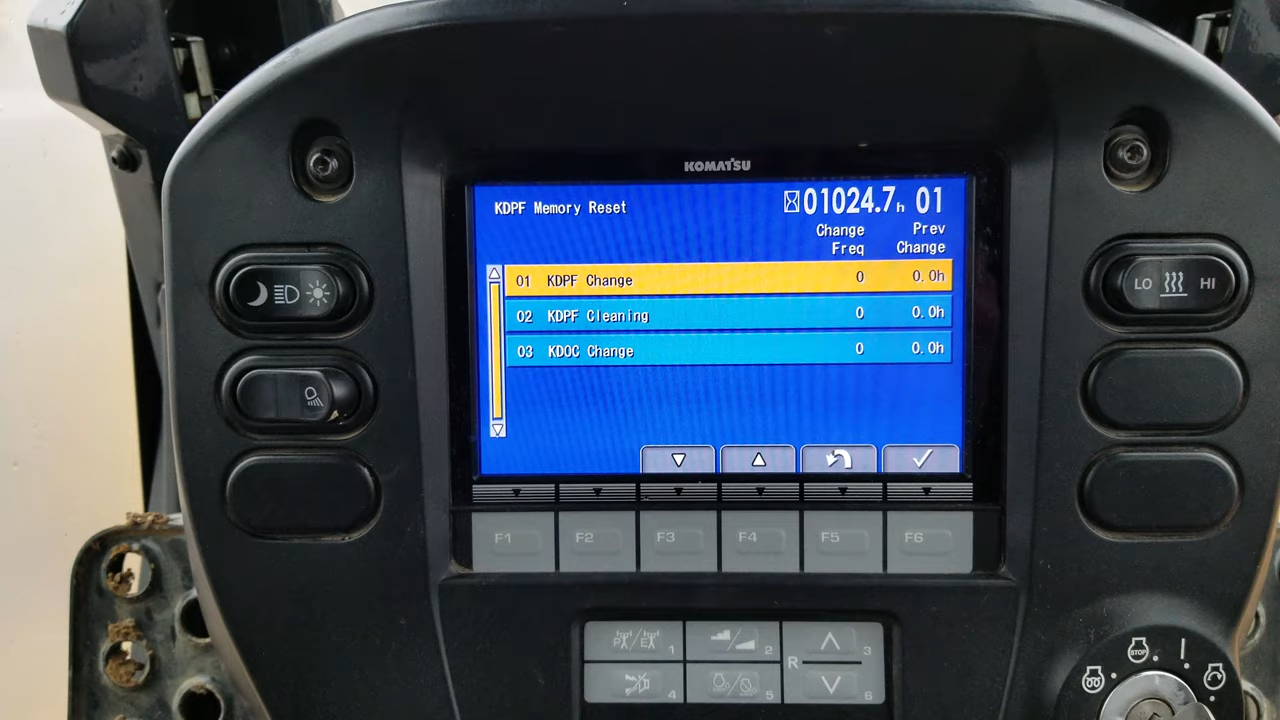 KOMATSU
KDPF Memory Reset
01024.7h 01
Change Freq
Prev Change
01 KDPF Change 0 0.0h
02 KDPF Cleaning 0 0.0h
03 KDOC Change 0 0.0h
LO HI
F1 F2 F3 F4 F5 F6
P / E 1
2
R
3
4
5
6
STOP